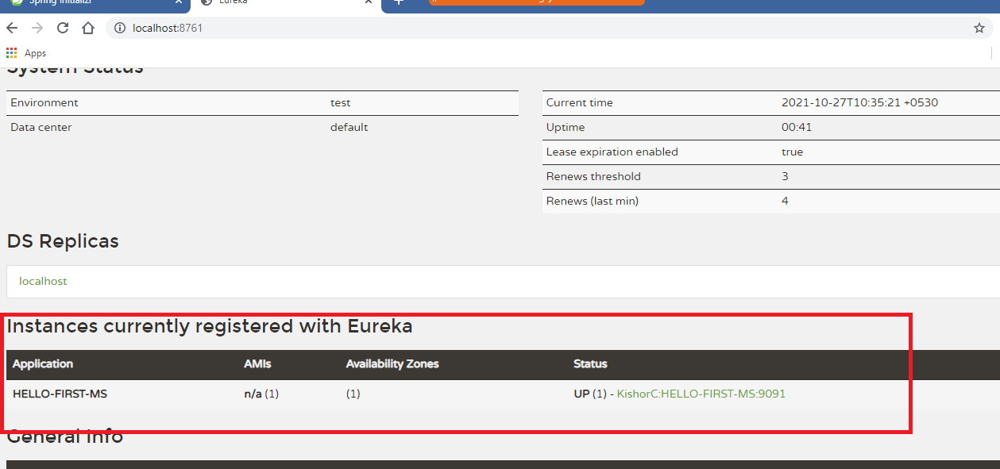 Spring Initializr
Eureka
localhost:8761
Apps
System Status
Environment test
Data center default
Current time 2021-10-27T10:35:21 +0530
Uptime 00:41
Lease expiration enabled true
Renews threshold 3
Renews (last min) 4
DS Replicas
localhost
Instances currently registered with Eureka
Application AMIs Availability Zones Status
HELLO-FIRST-MS n/a (1) (1) UP (1) - KishorC:HELLO-FIRST-MS:9091
General Info